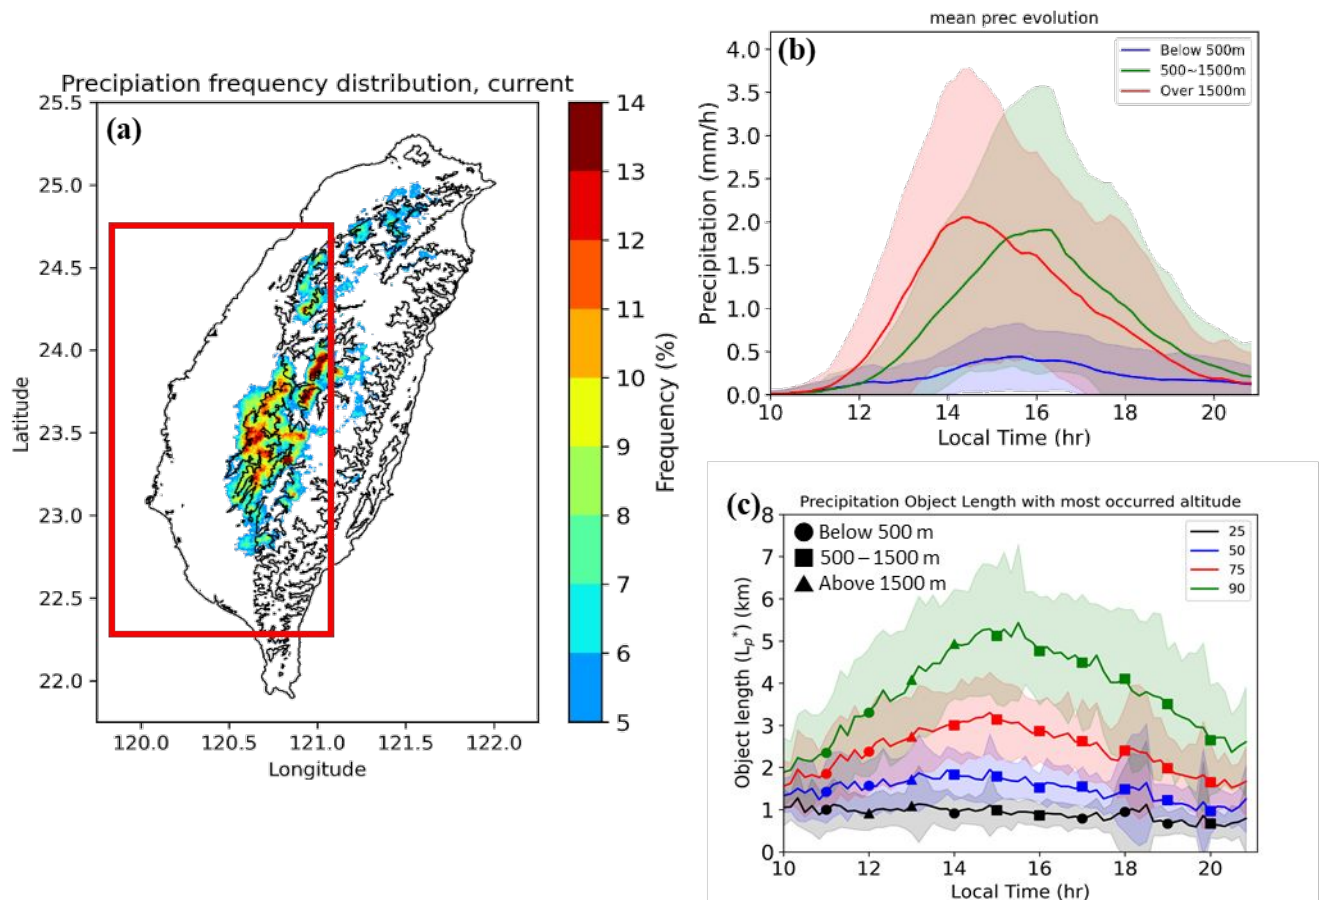 Precipiation frequency distribution, current
(a)
25.5
25.0
24.5
24.0
23.5
23.0
22.5
22.0
Latitude
120.0 120.5 121.0 121.5 122.0
Longitude
14
13
12
11
10
9
8
7
6
5
Frequency (%)
mean prec evolution
(b)
Below 500m
500~1500m
Over 1500m
4.0
3.5
3.0
2.5
2.0
1.5
1.0
0.5
0.0
Precipitation (mm/h)
10 12 14 16 18 20
Local Time (hr)
(c)
Precipitation Object Length with most occurred altitude
Below 500 m
500 – 1500 m
Above 1500 m
25
50
75
90
8
7
6
5
4
3
2
1
0
Object length (Lp*) (km)
10 12 14 16 18 20
Local Time (hr)